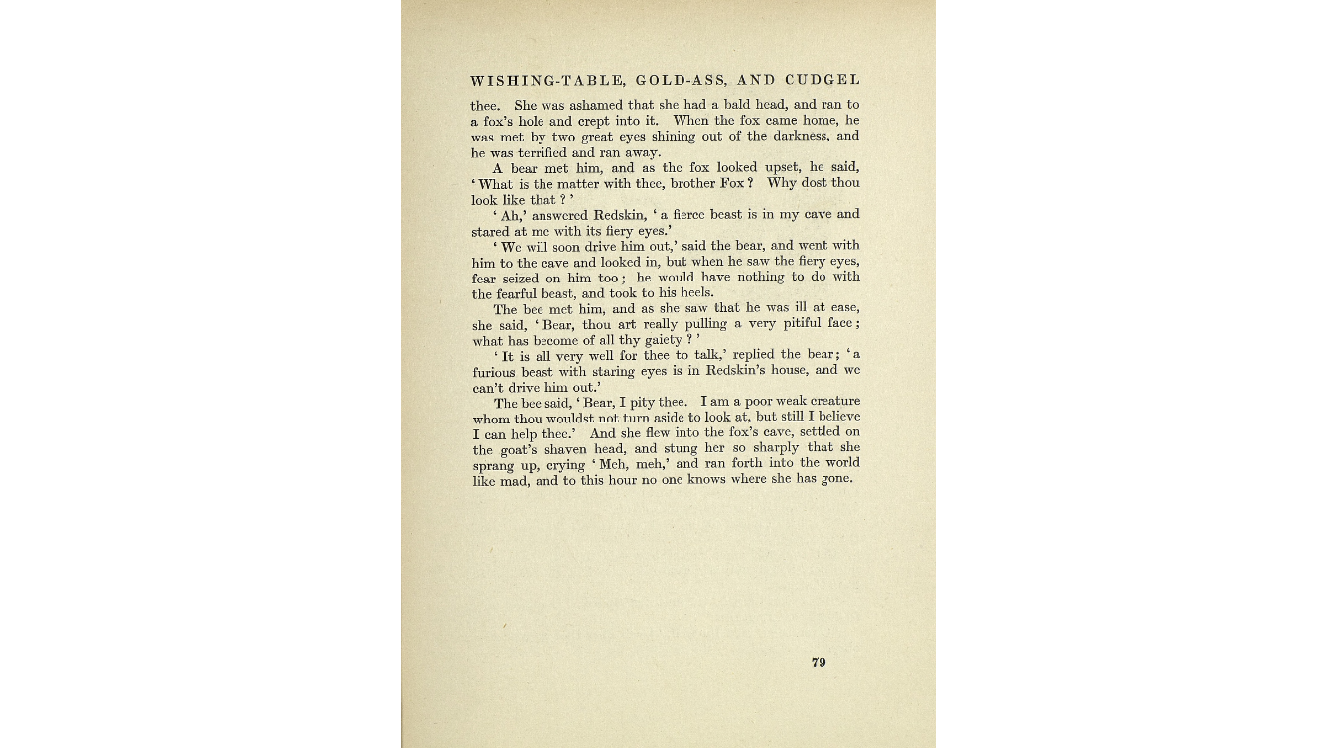 WISHING-TABLE, GOLD-ASS, AND CUDGEL
thee. She was ashamed that she had a bald head, and ran to
a fox's hole and crept into it. When the fox came home, he
was met by two great eyes shining out of the darkness, and
he was terrified and ran away.
A bear met him, and as the fox looked upset, he said,
‘ What is the matter with thee, brother Fox ? Why dost thou
look like that ? ’
‘ Ah,’ answered Redskin, ‘ a fierce beast is in my cave and
stared at me with its fiery eyes.’
‘ We will soon drive him out,’ said the bear, and went with
him to the cave and looked in, but when he saw the fiery eyes,
fear seized on him too ; he would have nothing to do with
the fearful beast, and took to his heels.
The bee met him, and as she saw that he was ill at ease,
she said, ‘ Bear, thou art really pulling a very pitiful face ;
what has become of all thy gaiety ? ’
‘ It is all very well for thee to talk,’ replied the bear ; ‘ a
furious beast with staring eyes is in Redskin's house, and we
can't drive him out.’
The bee said, ‘ Bear, I pity thee. I am a poor weak creature
whom thou wouldst not turn aside to look at, but still I believe
I can help thee.’ And she flew into the fox's cave, settled on
the goat's shaven head, and stung her so sharply that she
sprang up, crying ‘ Meh, meh,’ and ran forth into the world
like mad, and to this hour no one knows where she has gone.
79